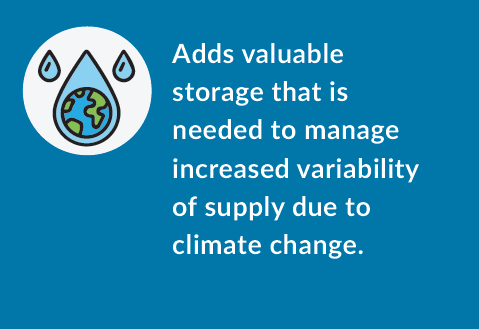 Adds valuable
storage that is
needed to manage
increased variability
of supply due to
climate change.